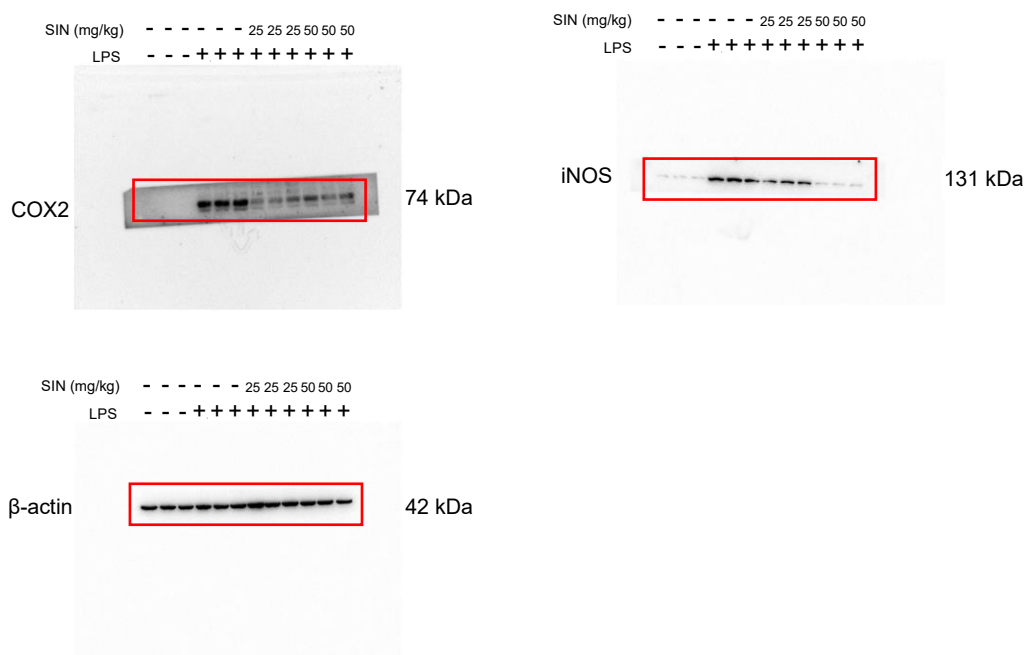 SIN (mg/kg) - - - - - - 25 25 25 50 50 50
LPS - - - + + + + + + + + +
COX2
74 kDa
SIN (mg/kg) - - - - - - 25 25 25 50 50 50
LPS - - - + + + + + + + + +
iNOS
131 kDa
SIN (mg/kg) - - - - - - 25 25 25 50 50 50
LPS - - - + + + + + + + + +
β-actin
42 kDa